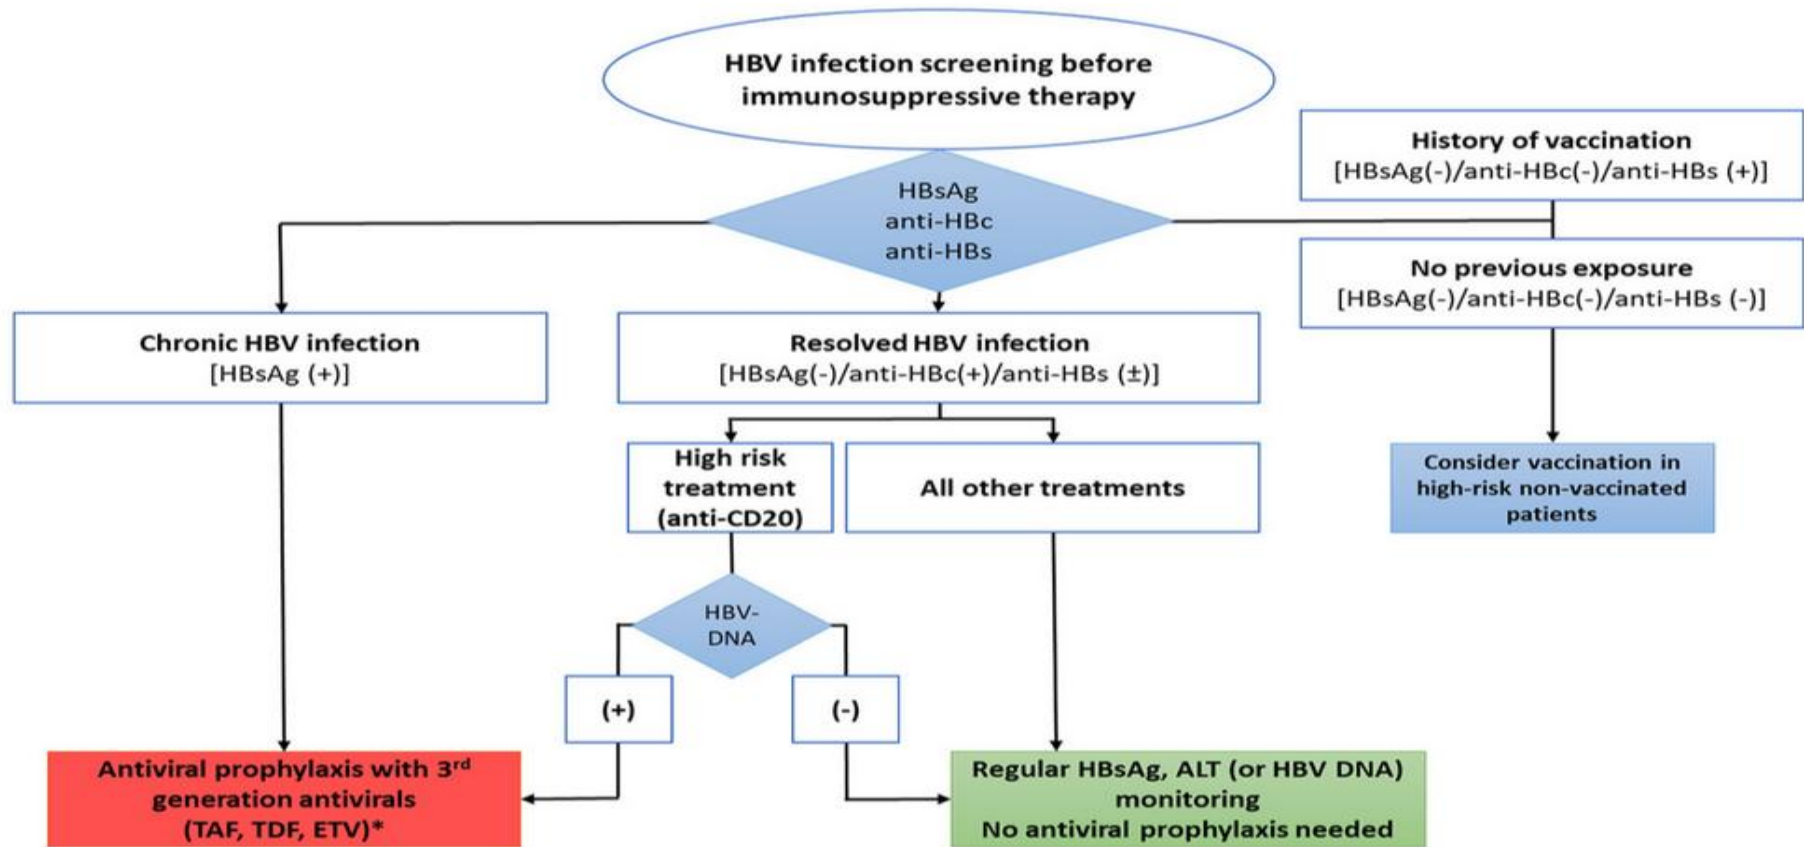 HBV infection screening before
immunosuppressive therapy
History of vaccination
[HBsAg(-)/anti-HBc(-)/anti-HBs (+)]
HBsAg
anti-HBc
anti-HBs
No previous exposure
[HBsAg(-)/anti-HBc(-)/anti-HBs (-)]
Chronic HBV infection
[HBsAg (+)]
Resolved HBV infection
[HBsAg(-)/anti-HBc(+)/anti-HBs (±)]
High risk
treatment
(anti-CD20)
All other treatments
Consider vaccination in
high-risk non-vaccinated
patients
HBV-
DNA
(+)
(-)
Antiviral prophylaxis with 3rd
generation antivirals
(TAF, TDF, ETV)*
Regular HBsAg, ALT (or HBV DNA)
monitoring
No antiviral prophylaxis needed